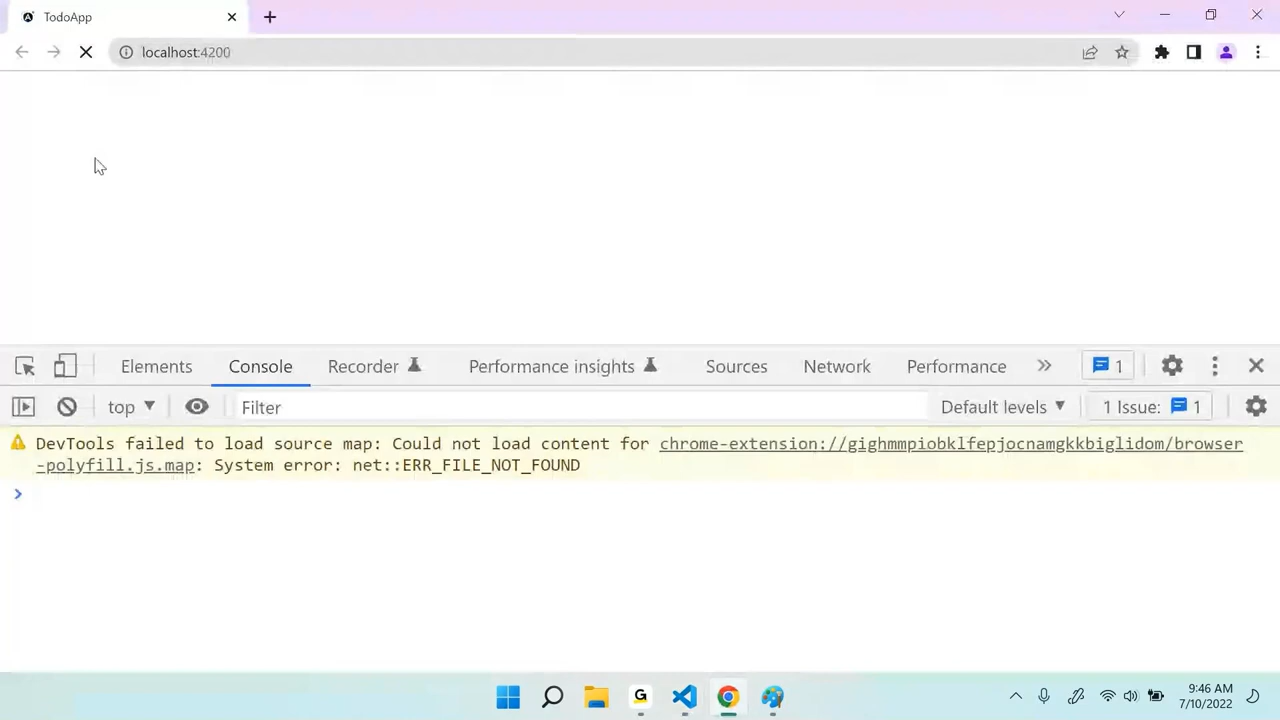 TodoApp
localhost:4200
Elements
Console
Recorder
Performance insights
Sources
Network
Performance
1
top
Filter
Default levels
1 Issue:
1
DevTools failed to load source map: Could not load content for chrome-extension://gighmmpiobklfepjocnamgkkbiglidom/browser
-polyfill.js.map: System error: net::ERR_FILE_NOT_FOUND
G
9:46 AM
7/10/2022